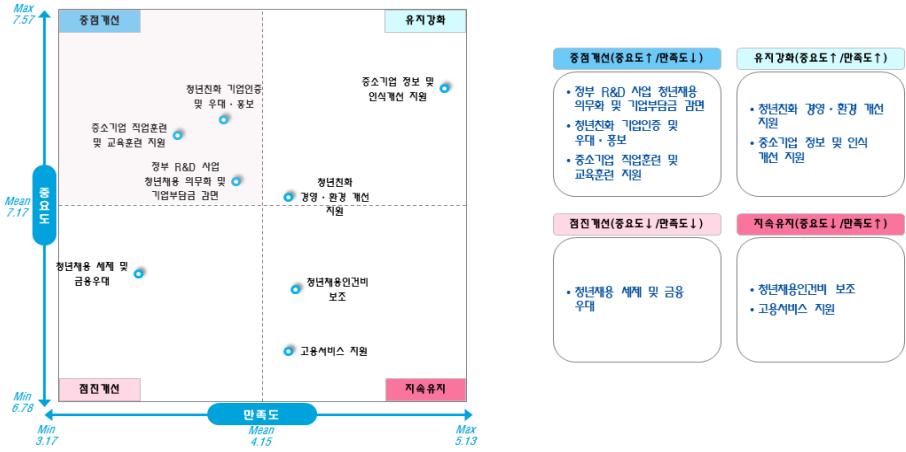 Max
7.57
중점개선
유지강화
중소기업 정보 및
인식개선 지원
청년친화 기업인증
및 우대·홍보
중소기업 직업훈련
및 교육훈련 지원
정부 R&D 사업
청년채용 의무화 및
기업부담금 감면
청년친화
경영·환경 개선
지원
중요도
Mean
7.17
청년채용 세제 및
금융우대
청년채용인건비
보조
고용서비스 지원
Min
6.78
점진개선
지속유지
만족도
Min
3.17
Mean
4.15
Max
5.13
중점개선(중요도↑/만족도↓)
• 정부 R&D 사업 청년채용
의무화 및 기업부담금 감면
• 청년친화 기업인증 및
우대·홍보
• 중소기업 직업훈련 및
교육훈련 지원
유지강화(중요도↑/만족도↑)
• 청년친화 경영·환경 개선
지원
• 중소기업 정보 및 인식
개선 지원
점진개선(중요도↓/만족도↓)
• 청년채용 세제 및 금융
우대
지속유지(중요도↓/만족도↑)
• 청년채용인건비 보조
• 고용서비스 지원